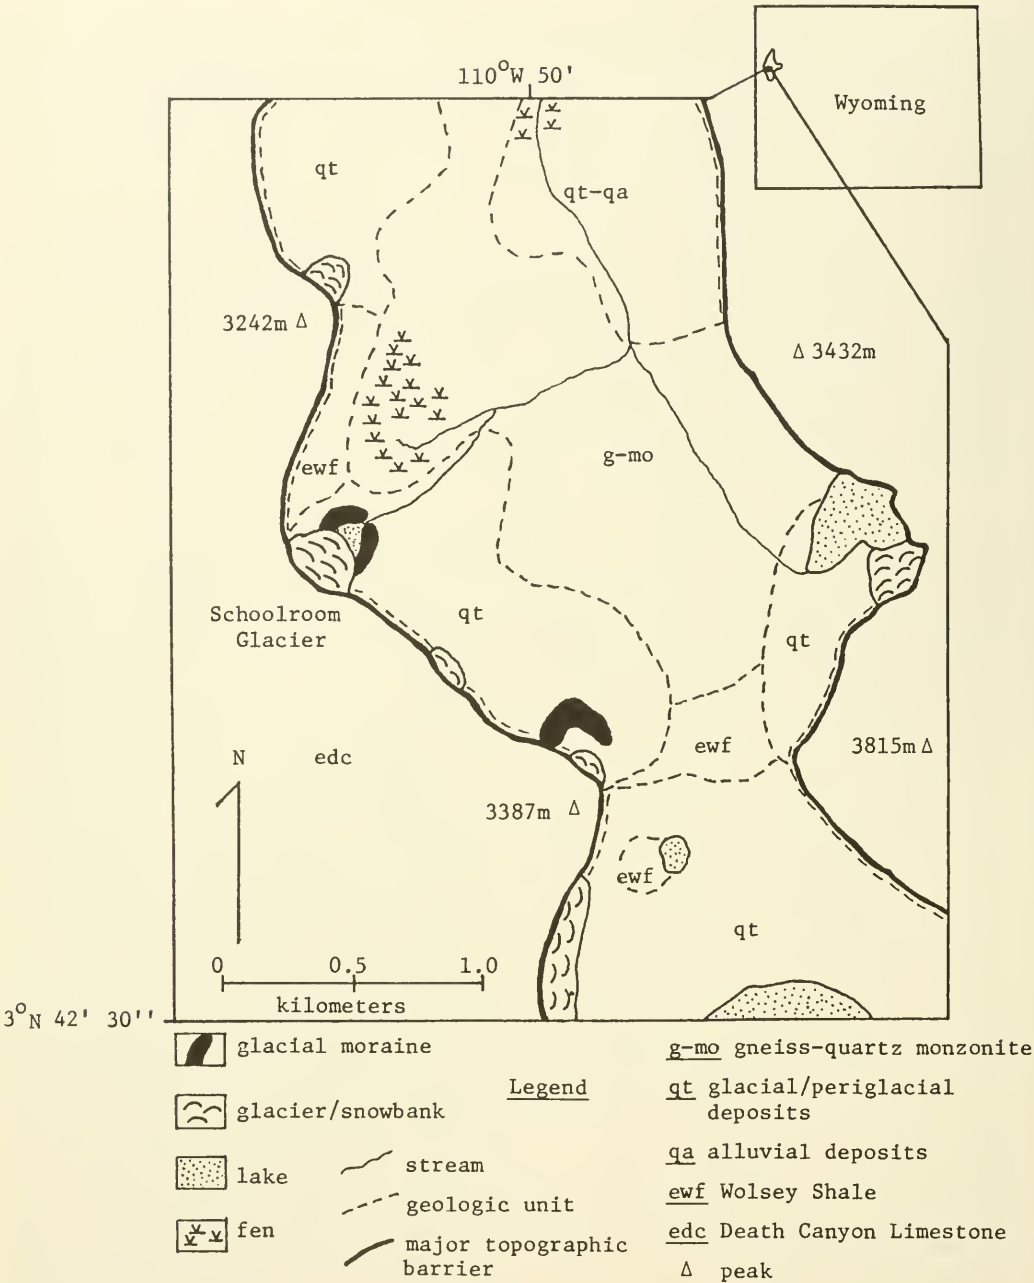 110°W 50'
Wyoming
qt
qt-qa
3242m Δ
Δ 3432m
ewf
g-mo
Schoolroom
Glacier
qt
qt
N
edc
ewf
3815m Δ
3387m Δ
ewf
qt
0 0.5 1.0
kilometers
3°N 42' 30''
glacial moraine
glacier/snowbank
lake
fen
Legend
stream
geologic unit
major topographic
barrier
g-mo gneiss-quartz monzonite
qt glacial/periglacial
deposits
qa alluvial deposits
ewf Wolsey Shale
edc Death Canyon Limestone
Δ peak